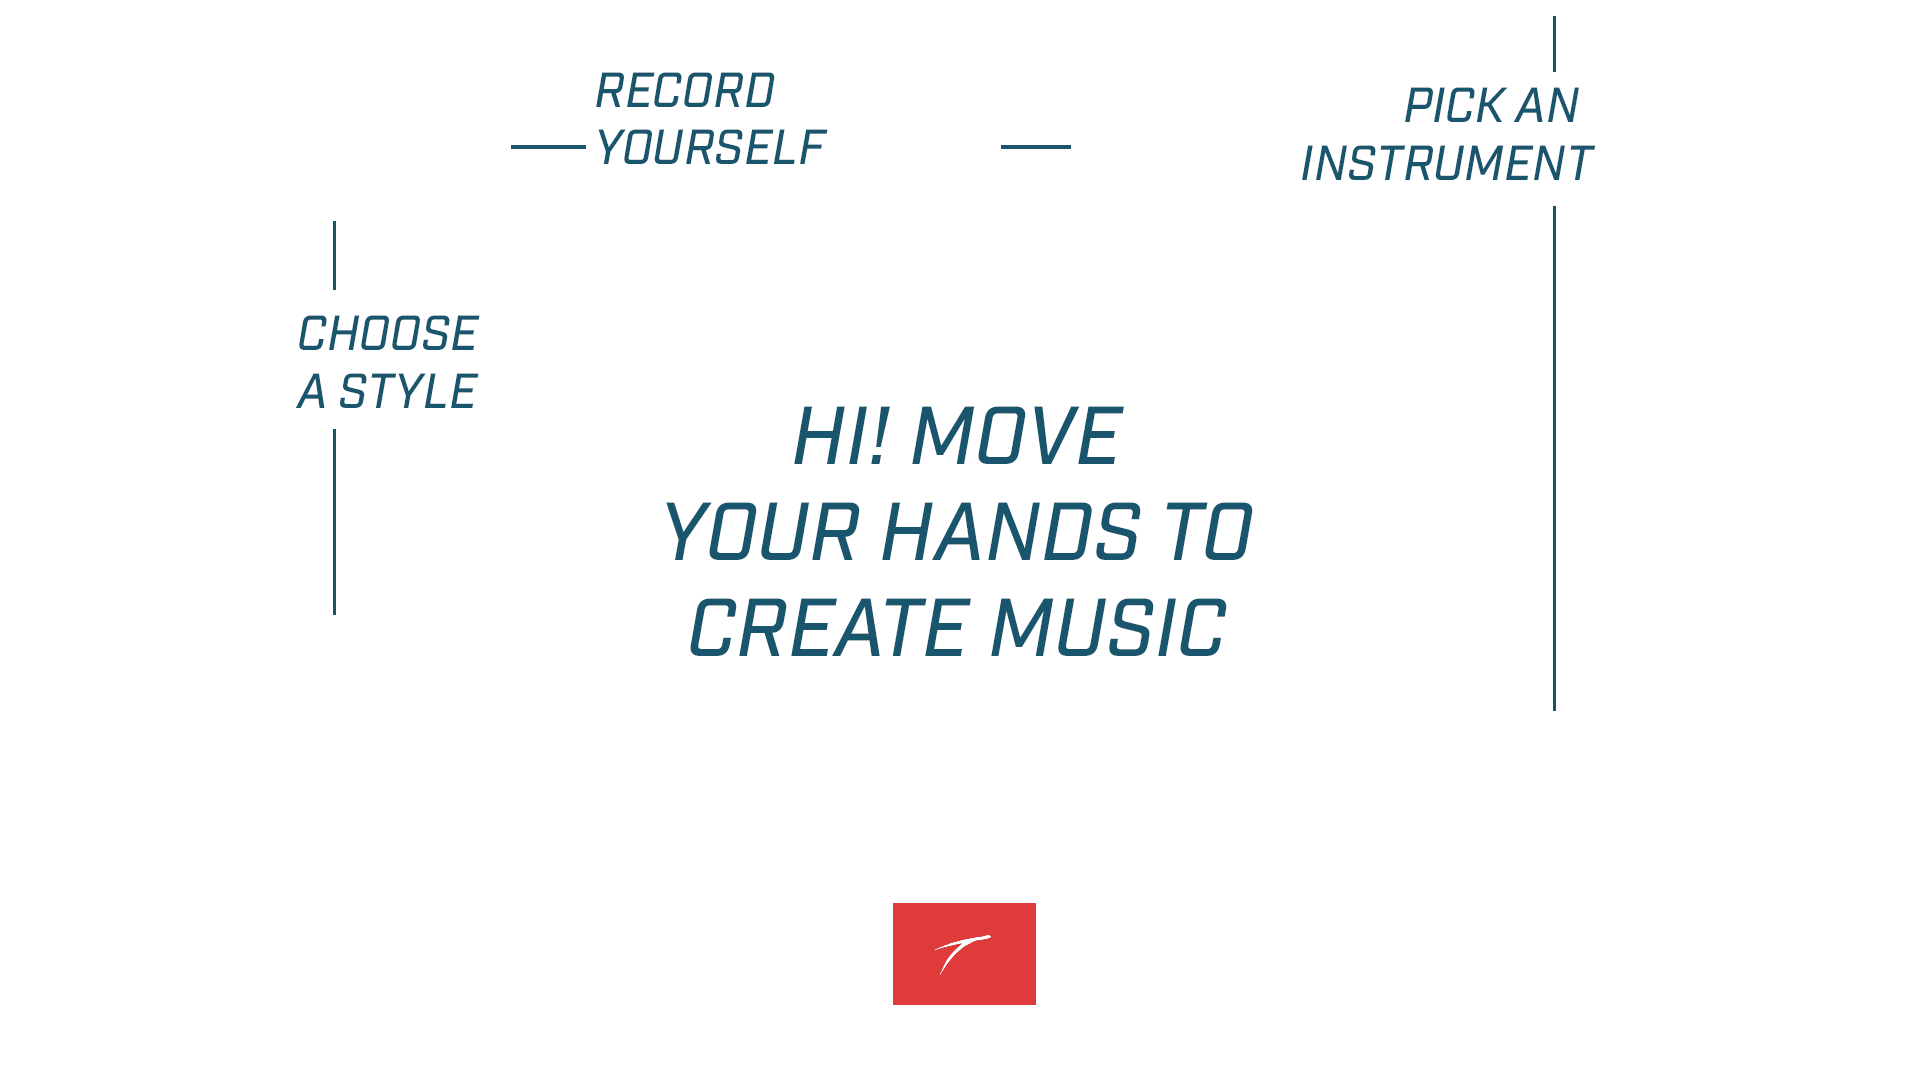 RECORD
YOURSELF
PICK AN
INSTRUMENT
CHOOSE
A STYLE
HI! MOVE
YOUR HANDS TO
CREATE MUSIC